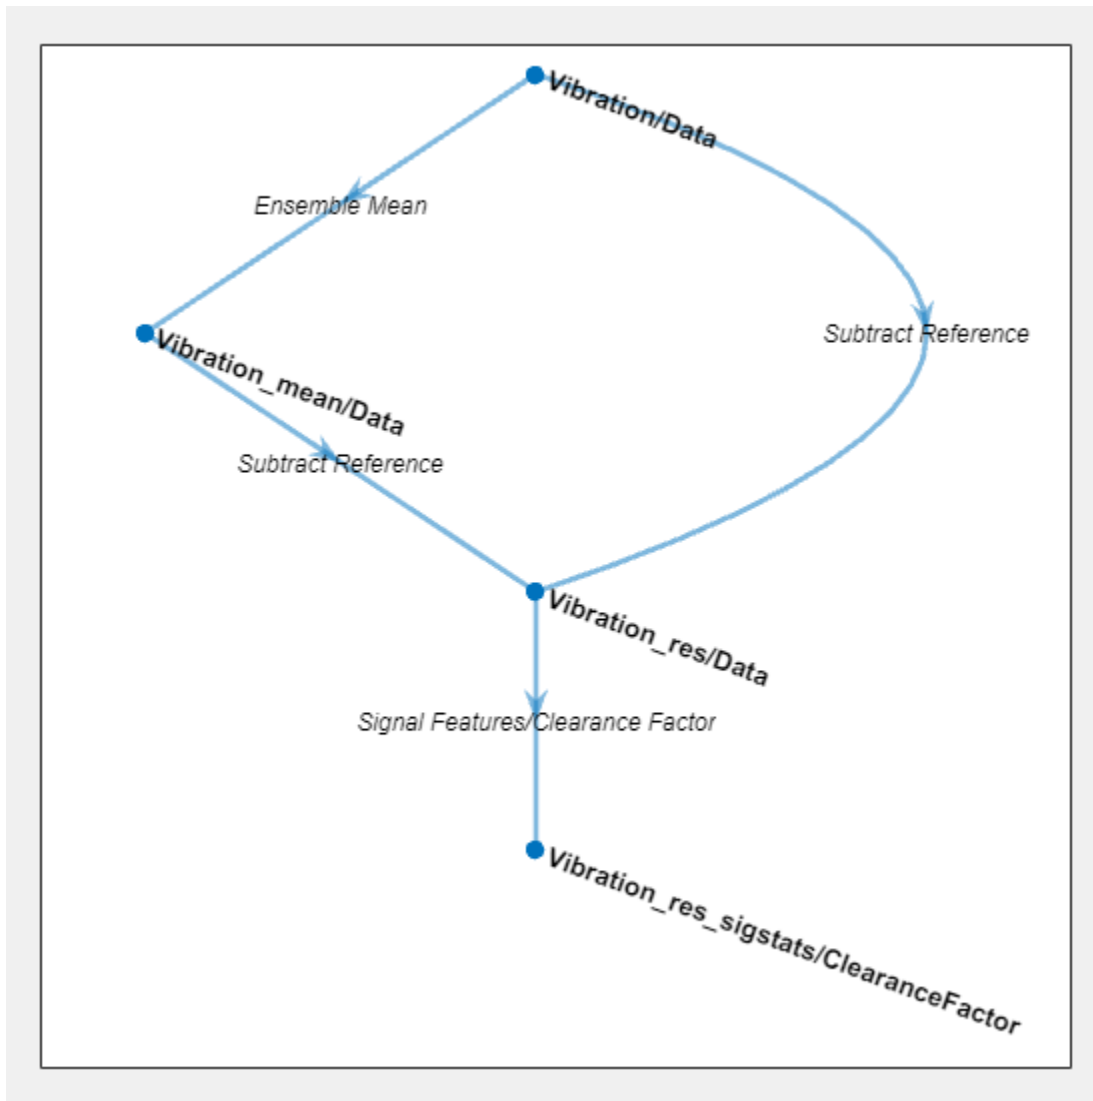 Vibration/Data
Ensemble Mean
Subtract Reference
Vibration_mean/Data
Subtract Reference
Vibration_res/Data
Signal Features/Clearance Factor
Vibration_res_sigstats/ClearanceFactor